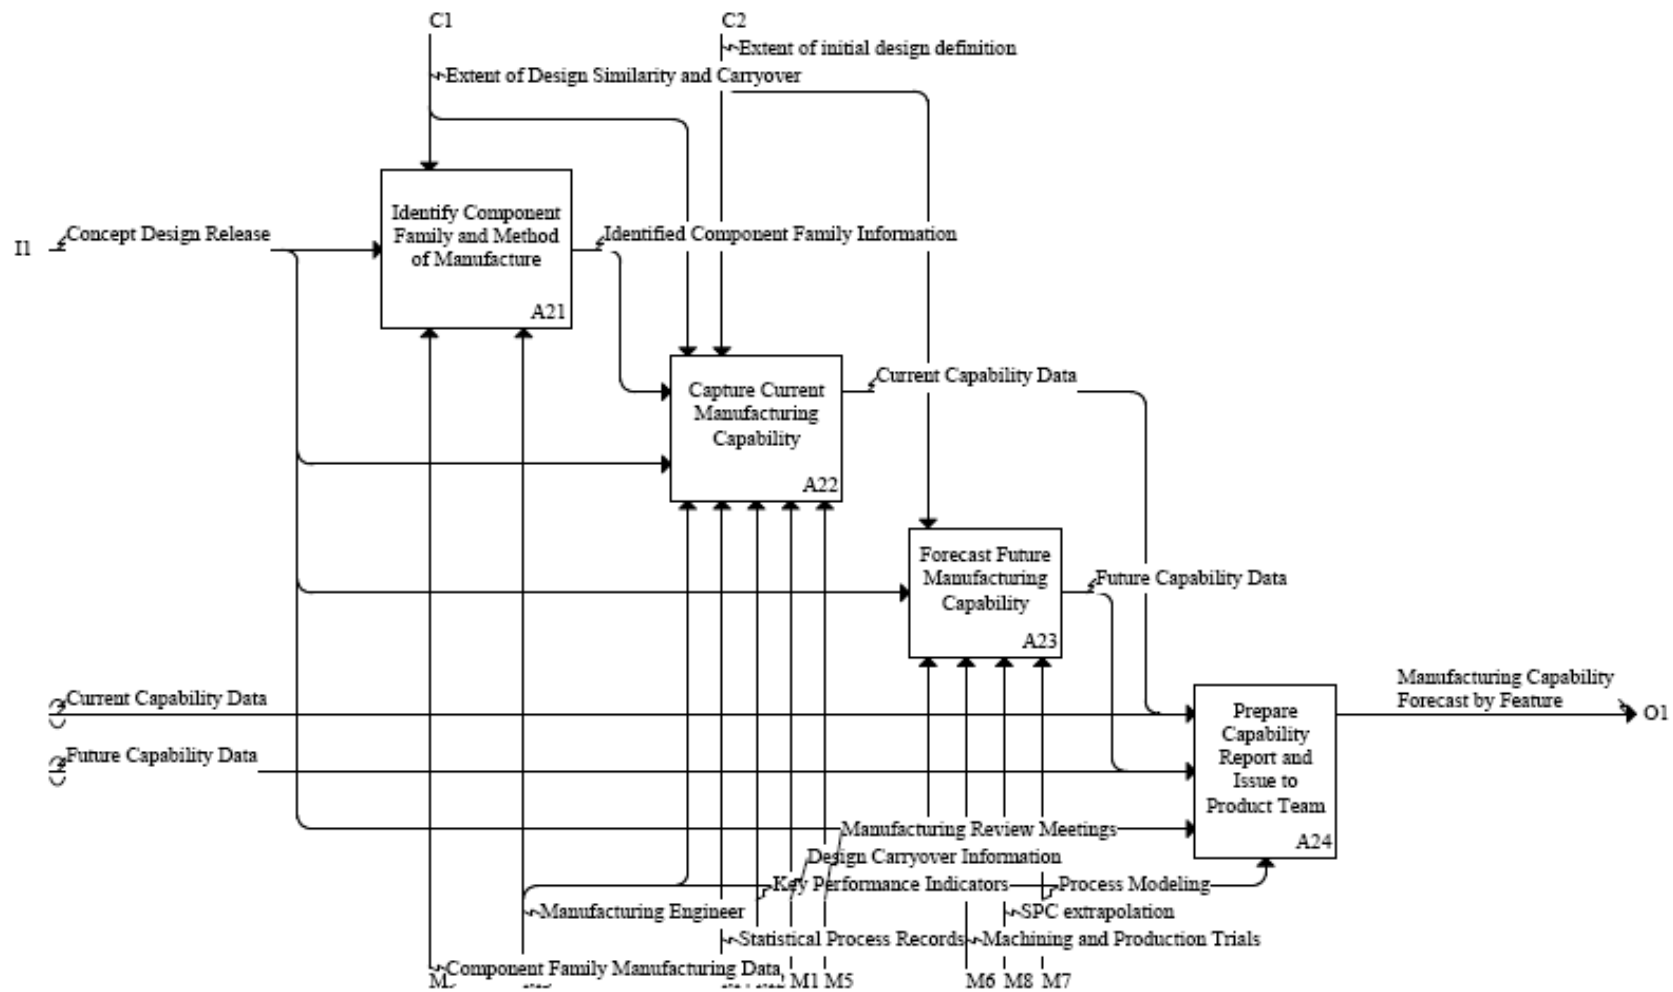 C1
C2
Extent of initial design definition
Extent of Design Similarity and Carryover
Identify Component
Family and Method
of Manufacture
A21
I1
Concept Design Release
Identified Component Family Information
Current Capability Data
Capture Current
Manufacturing
Capability
A22
Forecast Future
Manufacturing
Capability
A23
Future Capability Data
Current Capability Data
Future Capability Data
Manufacturing Capability
Forecast by Feature
O1
Prepare
Capability
Report and
Issue to
Product Team
A24
Manufacturing Review Meetings
Design Carryover Information
Key Performance Indicators
Process Modeling
Manufacturing Engineer
SPC extrapolation
Statistical Process Records
Machining and Production Trials
Component Family Manufacturing Data
M1
M5
M6
M8
M7